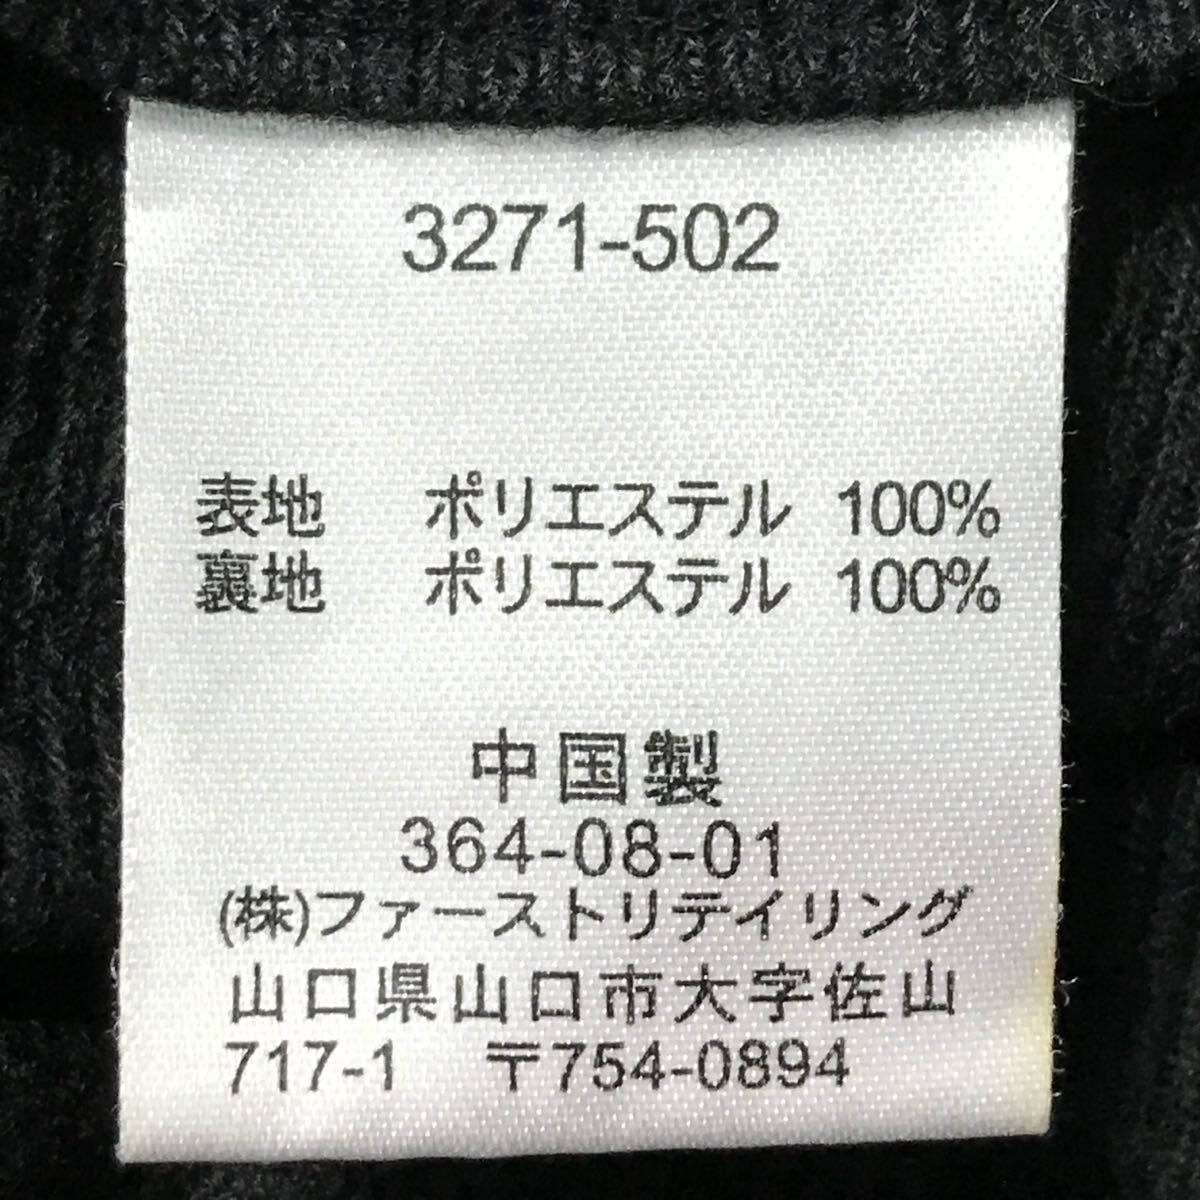 3271-502
表地 ポリエステル 100%
裏地 ポリエステル 100%
中国製
364-08-01
(株)ファーストリテイリング
山口県山口市大字佐山
717-1 〒754-0894